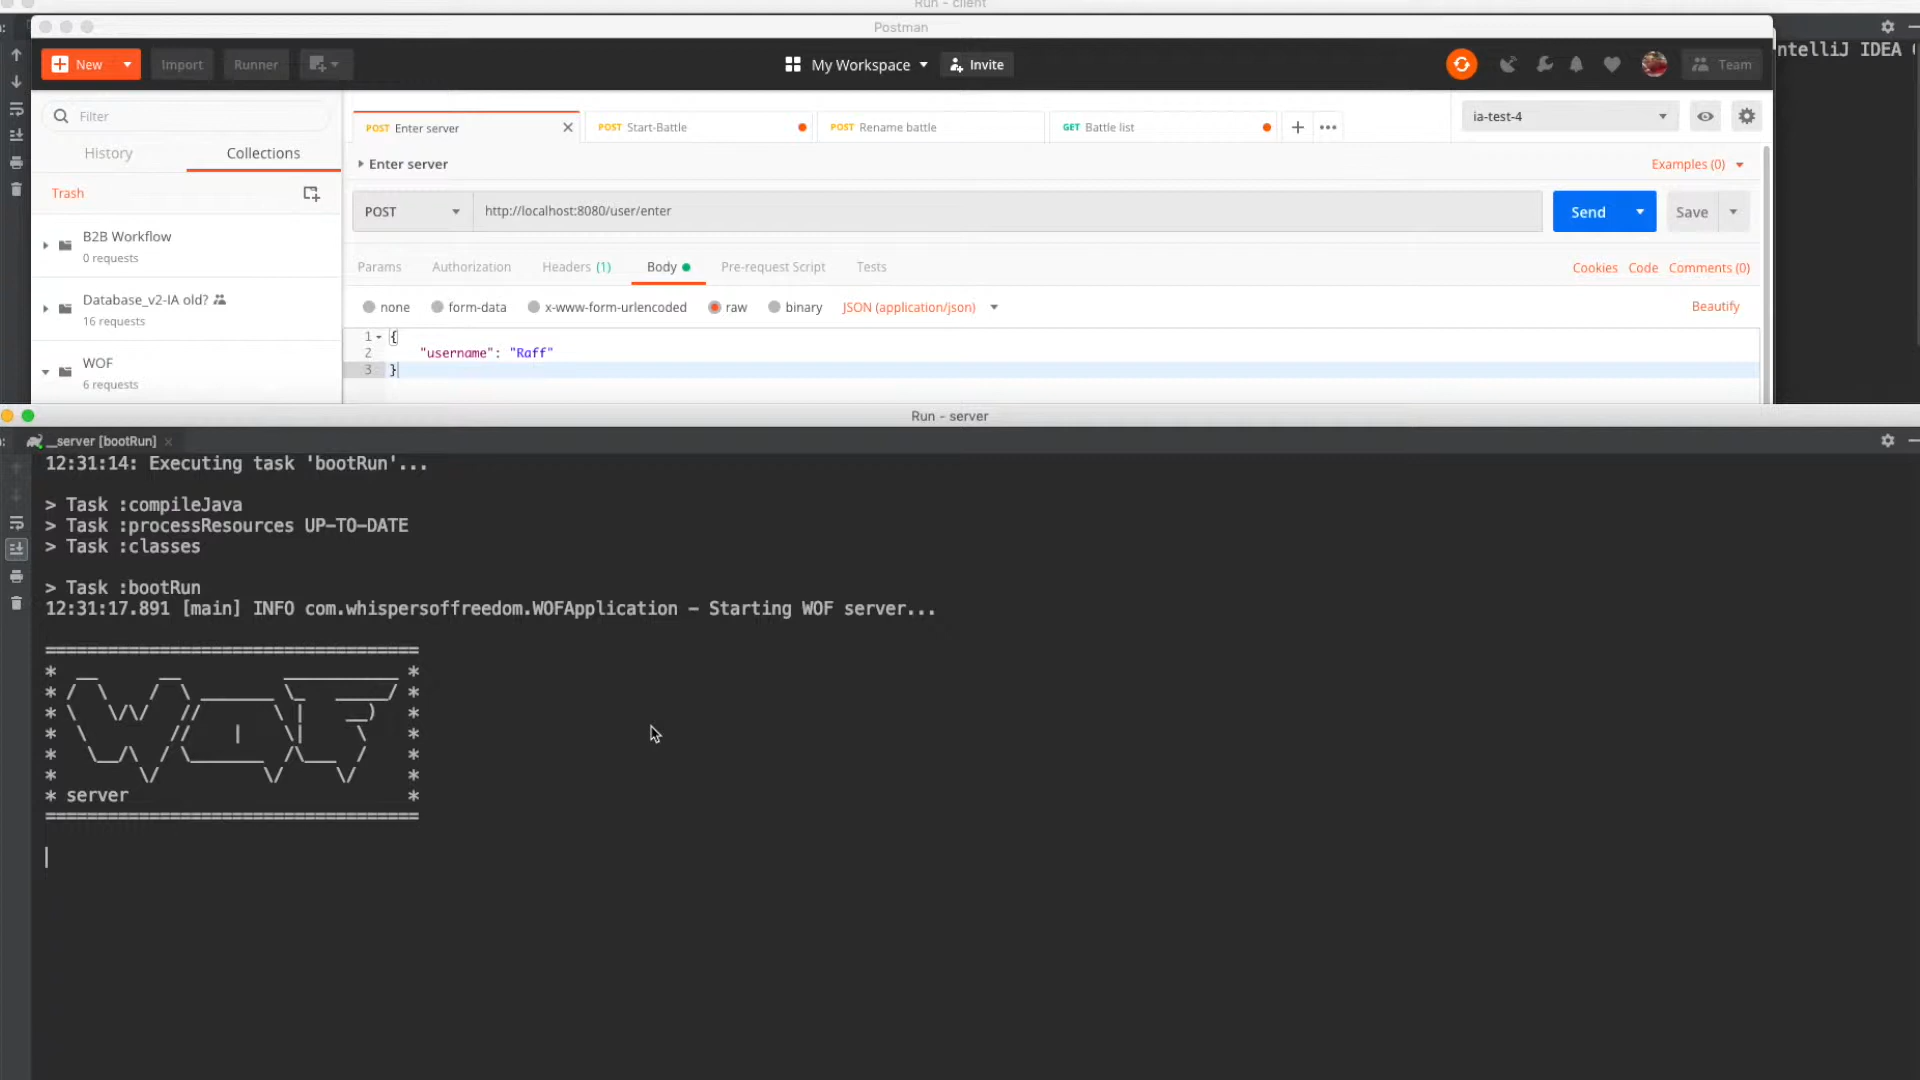 Run - client
Postman
New
Import
Runner
My Workspace
Invite
Team
ntelliJ IDEA
Filter
History
Collections
Trash
B2B Workflow
0 requests
Database_v2-IA old?
16 requests
WOF
6 requests
POST Enter server
POST Start-Battle
POST Rename battle
GET Battle list
ia-test-4
Enter server
Examples (0)
POST
http://localhost:8080/user/enter
Send
Save
Params
Authorization
Headers (1)
Body
Pre-request Script
Tests
Cookies
Code
Comments (0)
none
form-data
x-www-form-urlencoded
raw
binary
JSON (application/json)
Beautify
1 {
2 "username": "Raff"
3 }
Run - server
__server [bootRun]
12:31:14: Executing task 'bootRun'...
> Task :compileJava
> Task :processResources UP-TO-DATE
> Task :classes
> Task :bootRun
12:31:17.891 [main] INFO com.whispersoffreedom.WOFApplication - Starting WOF server...
* server *